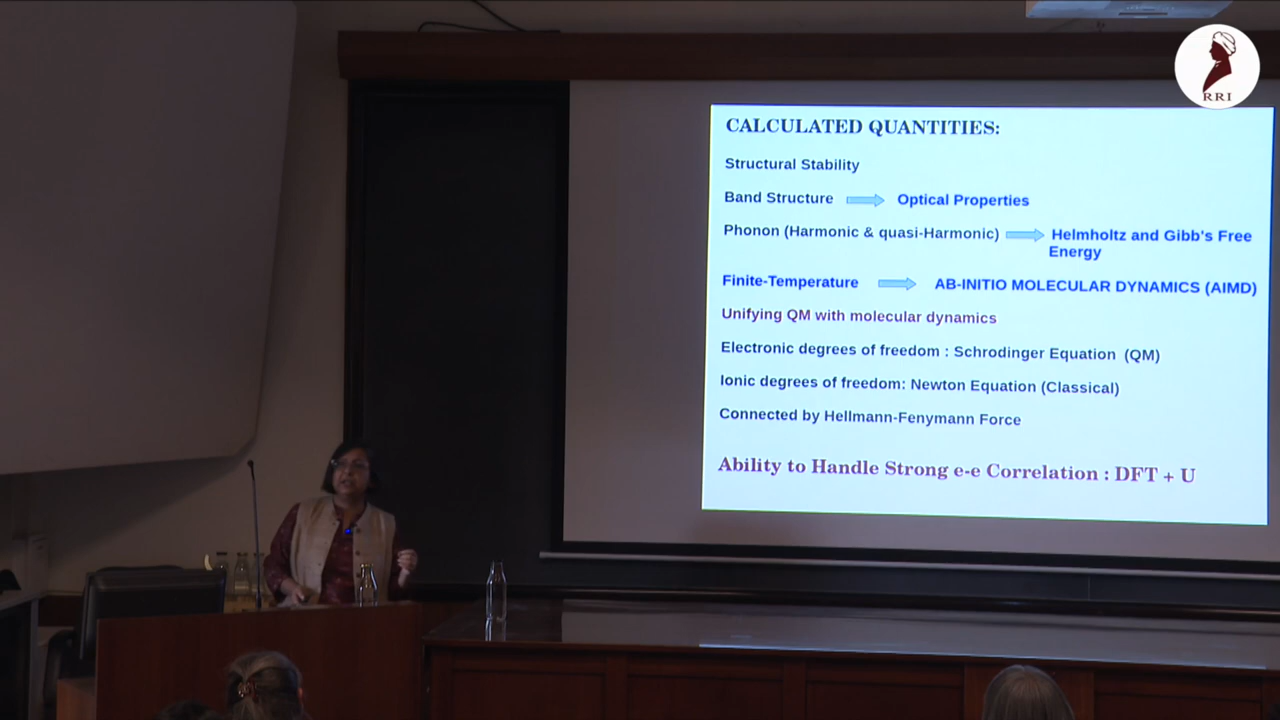 RRI
CALCULATED QUANTITIES:
Structural Stability
Band Structure Optical Properties
Phonon (Harmonic & quasi-Harmonic) Helmholtz and Gibb's Free
Energy
Finite-Temperature AB-INITIO MOLECULAR DYNAMICS (AIMD)
Unifying QM with molecular dynamics
Electronic degrees of freedom : Schrodinger Equation (QM)
Ionic degrees of freedom: Newton Equation (Classical)
Connected by Hellmann-Fenymann Force
Ability to Handle Strong e-e Correlation : DFT + U